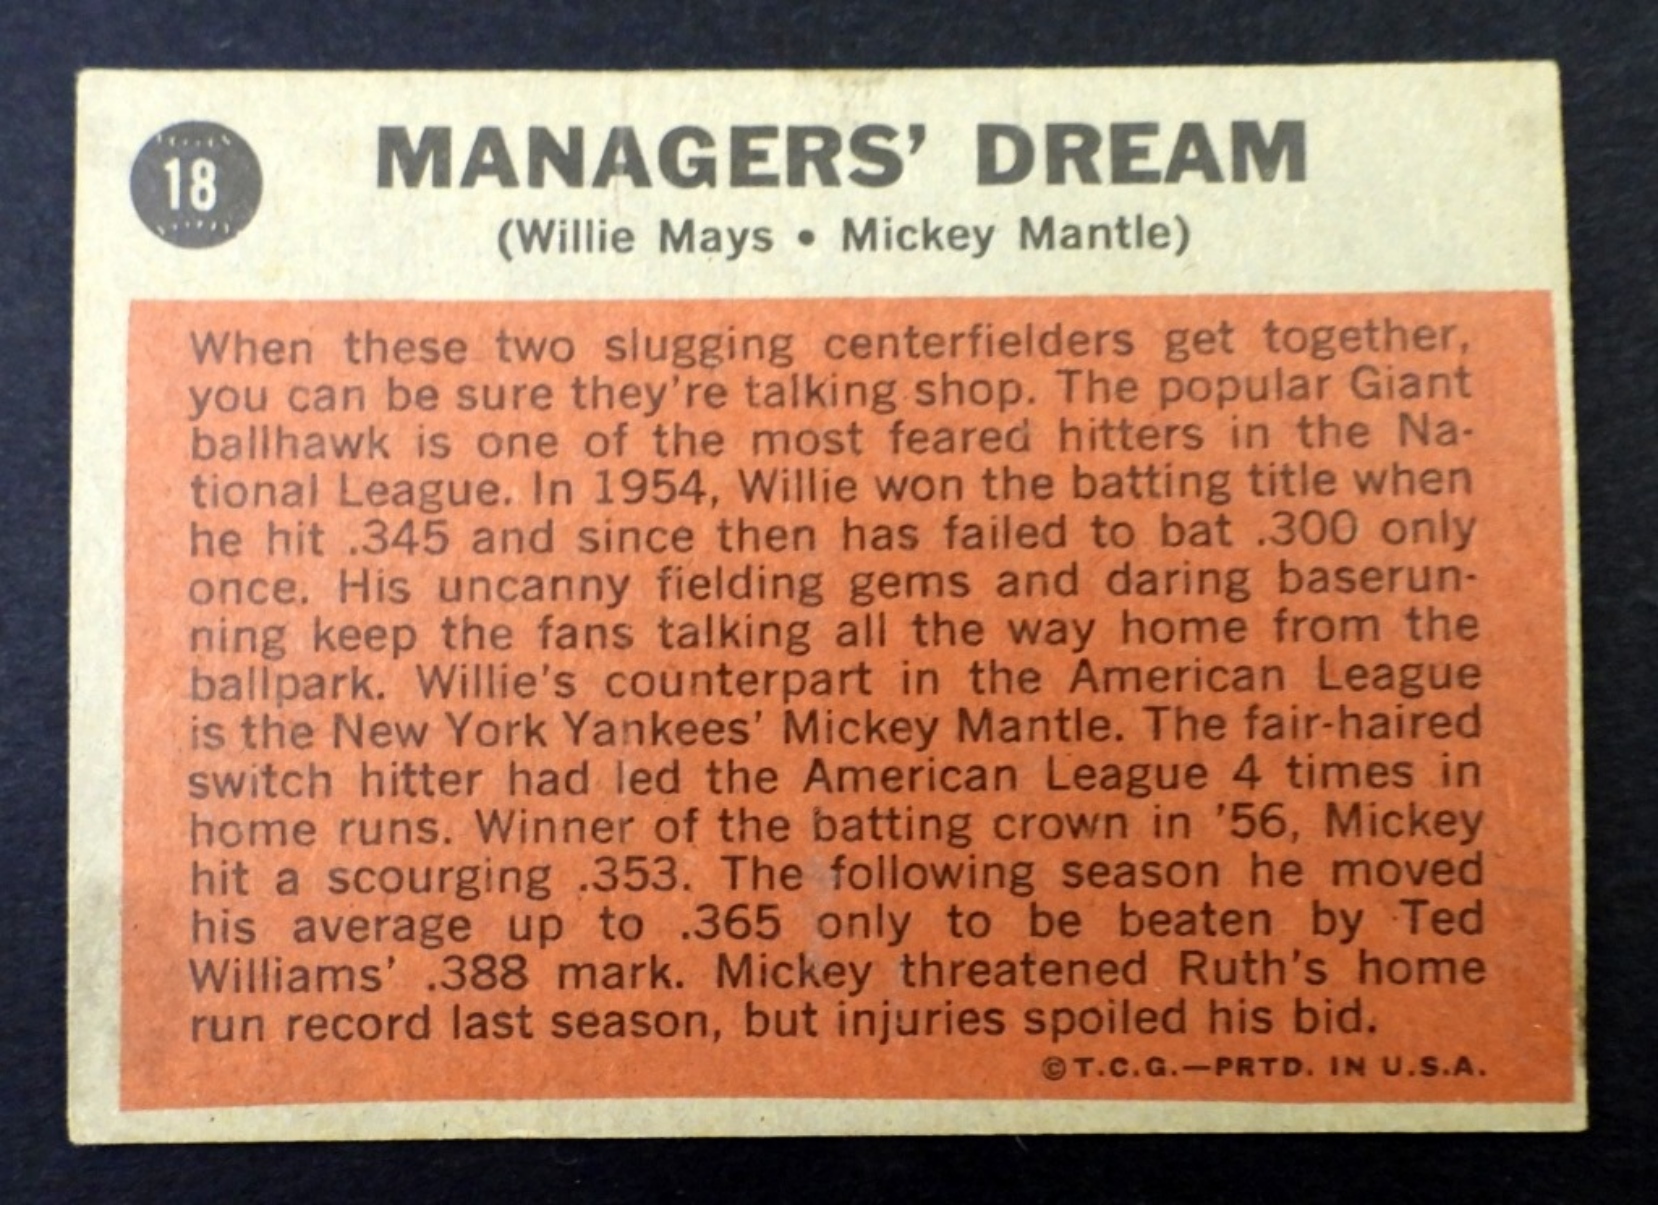 18
MANAGERS' DREAM
(Willie Mays • Mickey Mantle)
When these two slugging centerfielders get together,
you can be sure they're talking shop. The popular Giant
ballhawk is one of the most feared hitters in the Na-
tional League. In 1954, Willie won the batting title when
he hit .345 and since then has failed to bat .300 only
once. His uncanny fielding gems and daring baserun-
ning keep the fans talking all the way home from the
ballpark. Willie's counterpart in the American League
is the New York Yankees' Mickey Mantle. The fair-haired
switch hitter had led the American League 4 times in
home runs. Winner of the batting crown in '56, Mickey
hit a scourging .353. The following season he moved
his average up to .365 only to be beaten by Ted
Williams' .388 mark. Mickey threatened Ruth's home
run record last season, but injuries spoiled his bid.
©T.C.G.—PRTD. IN U.S.A.